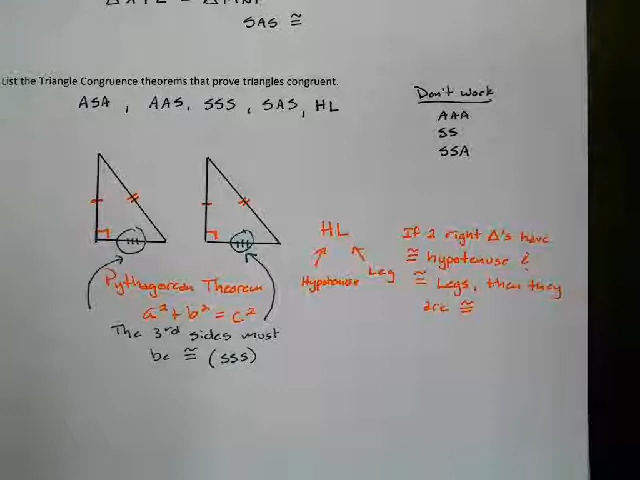 SAS ≅
List the Triangle Congruence theorems that prove triangles congruent.
ASA, AAS, SSS, SAS, HL
Don't work
AAA
SS
SSA
HL
Hypotenuse
Leg
If 2 right Δ's have
≅ hypotenuse &
≅ Legs, then they
are ≅
Pythagorean Theorem
a² + b² = c²
The 3rd sides must
be ≅ (SSS)